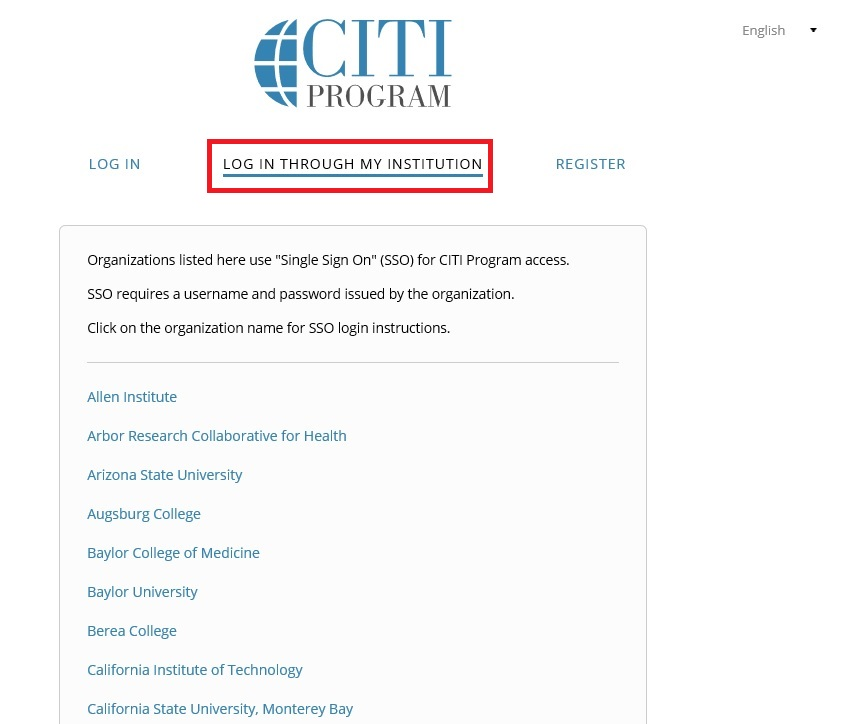 CITI
PROGRAM
English
LOG IN
LOG IN THROUGH MY INSTITUTION
REGISTER
Organizations listed here use "Single Sign On" (SSO) for CITI Program access.
SSO requires a username and password issued by the organization.
Click on the organization name for SSO login instructions.
Allen Institute
Arbor Research Collaborative for Health
Arizona State University
Augsburg College
Baylor College of Medicine
Baylor University
Berea College
California Institute of Technology
California State University, Monterey Bay